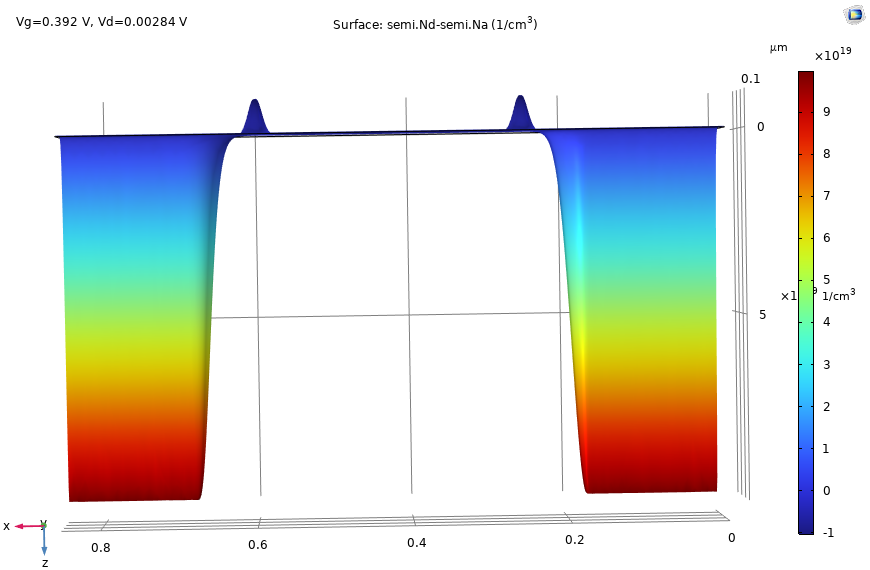 Vg=0.392 V, Vd=0.00284 V
Surface: semi.Nd-semi.Na (1/cm³)
µm
×10¹⁹
0.1
0
5
9
8
7
6
5
4
3
2
1
0
-1
1/cm³
x
y
z
0.8
0.6
0.4
0.2
0